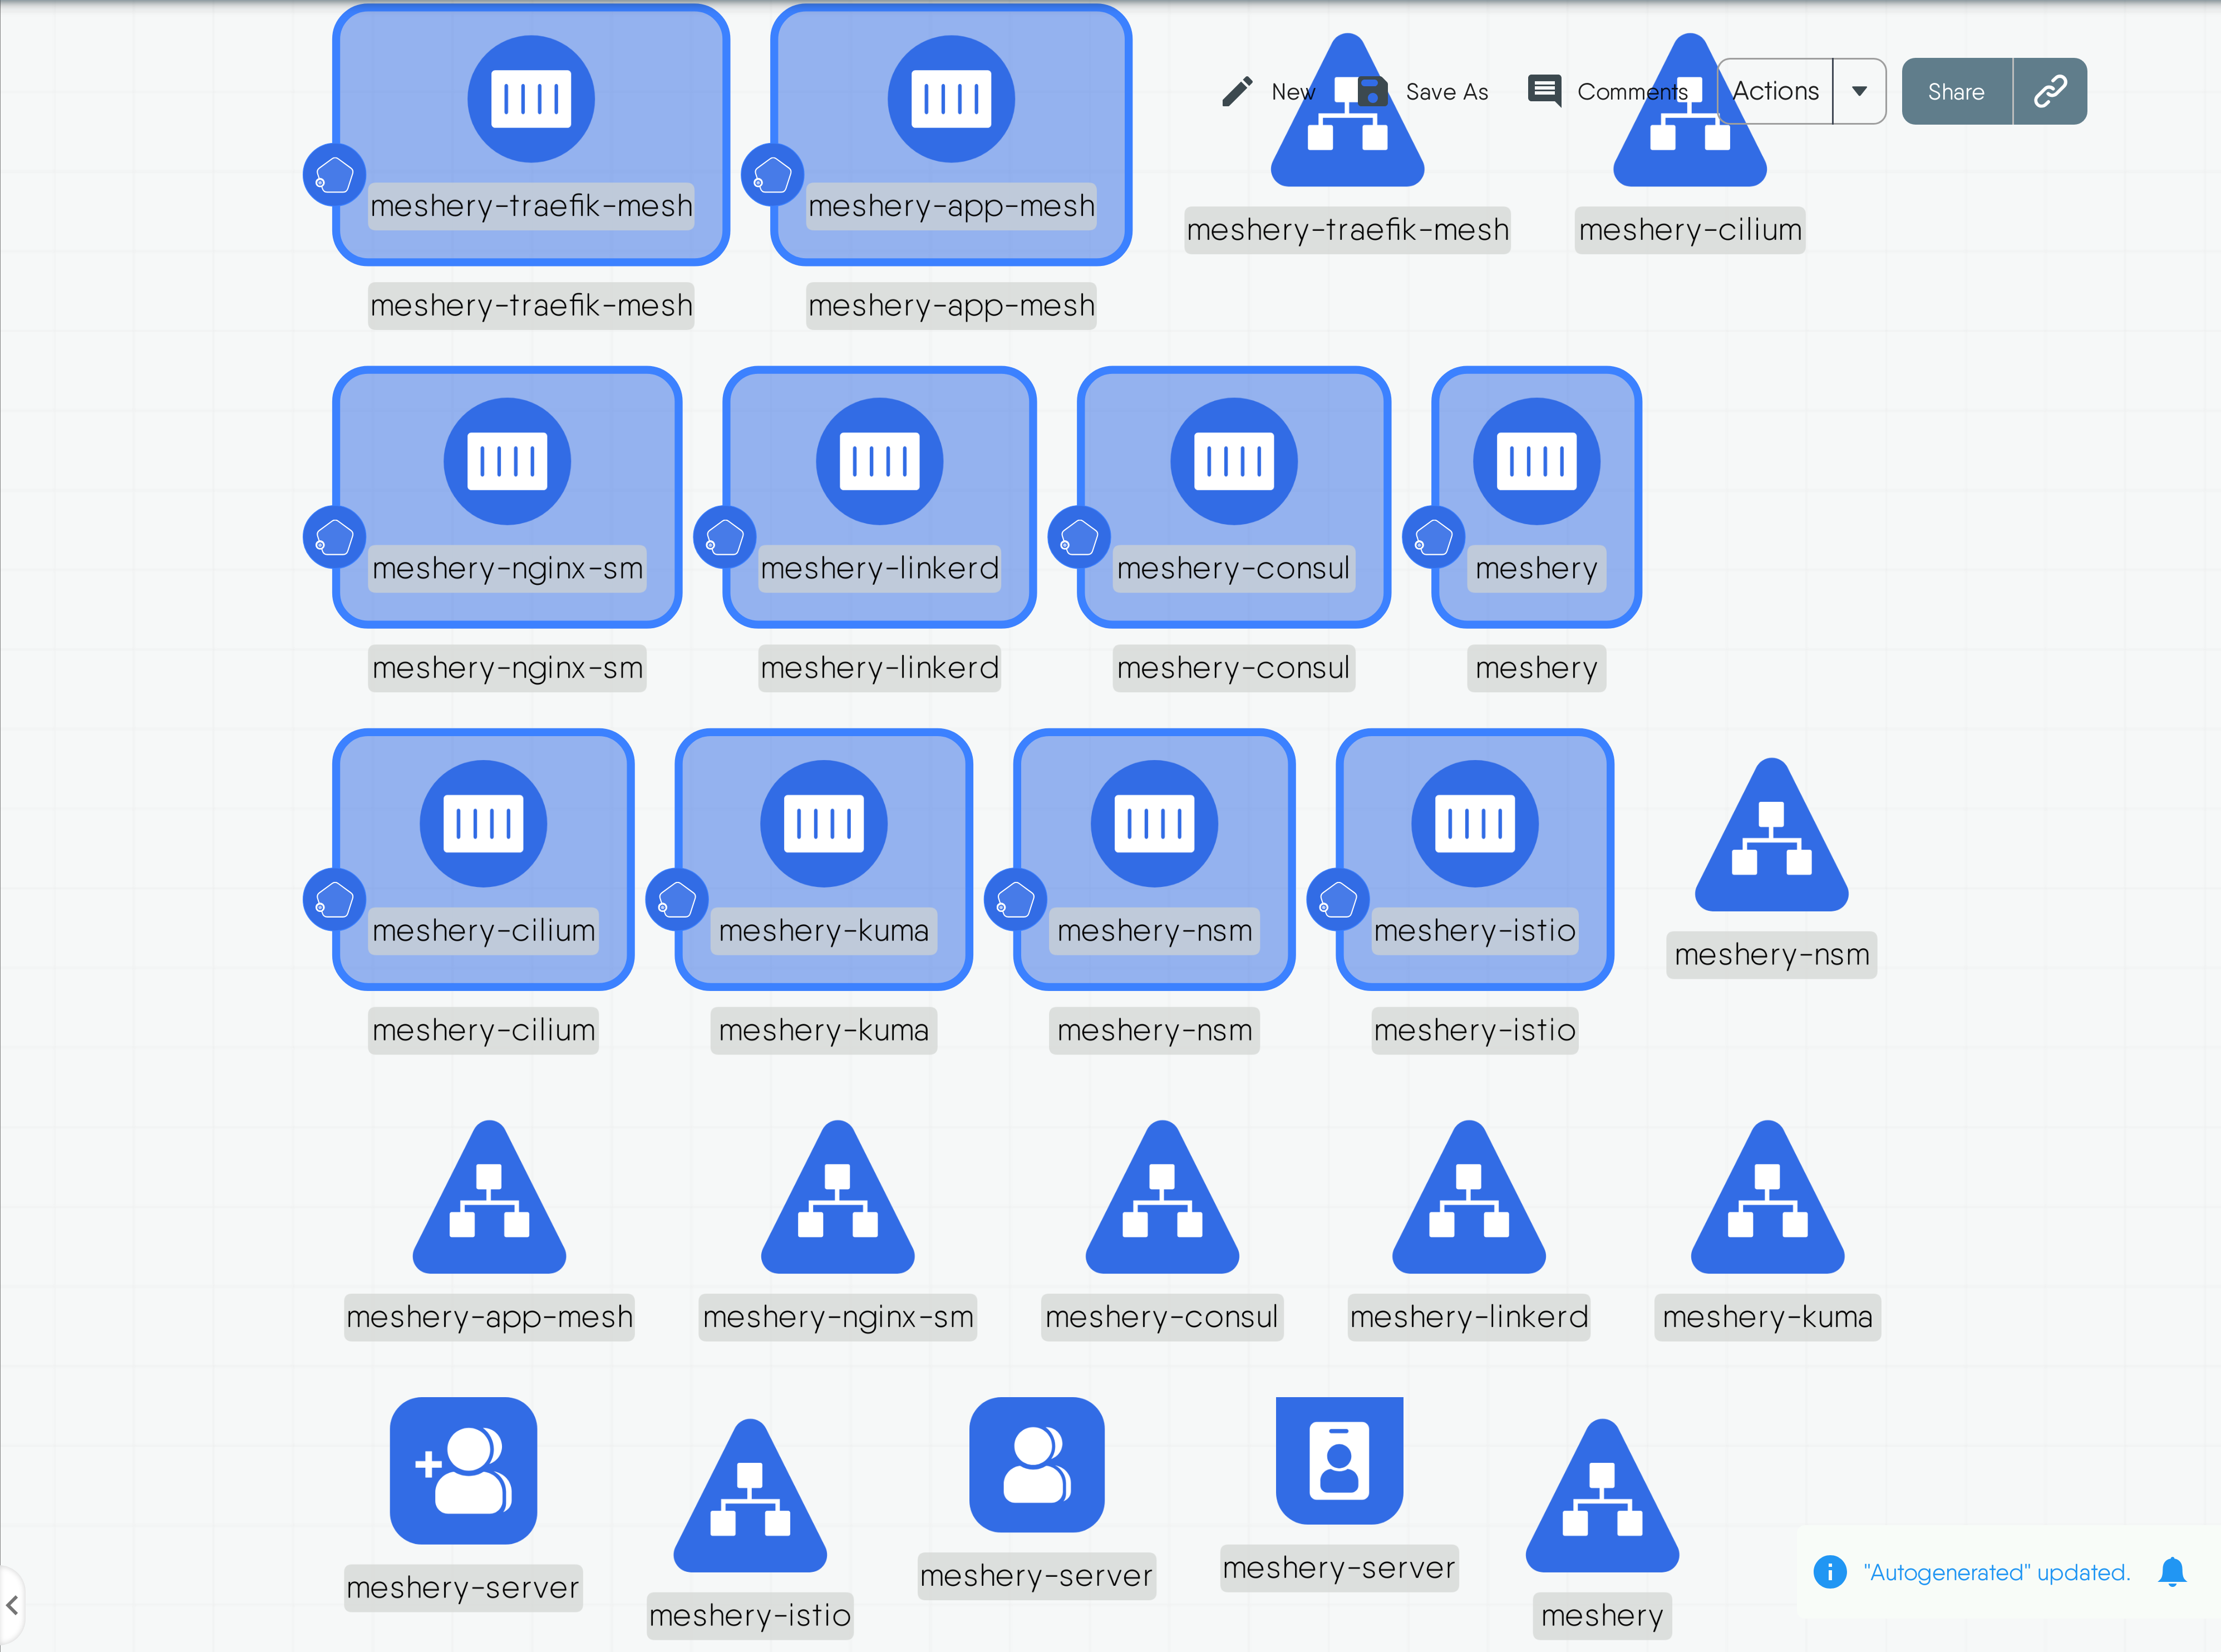 New
Save As
Comments
Actions
Share
meshery-traefik-mesh
meshery-app-mesh
meshery-traefik-mesh
meshery-cilium
meshery-traefik-mesh
meshery-app-mesh
meshery-nginx-sm
meshery-linkerd
meshery-consul
meshery
meshery-nginx-sm
meshery-linkerd
meshery-consul
meshery
meshery-cilium
meshery-kuma
meshery-nsm
meshery-istio
meshery-nsm
meshery-cilium
meshery-kuma
meshery-nsm
meshery-istio
meshery-app-mesh
meshery-nginx-sm
meshery-consul
meshery-linkerd
meshery-kuma
meshery-server
meshery-istio
meshery-server
meshery-server
meshery
"Autogenerated" updated.